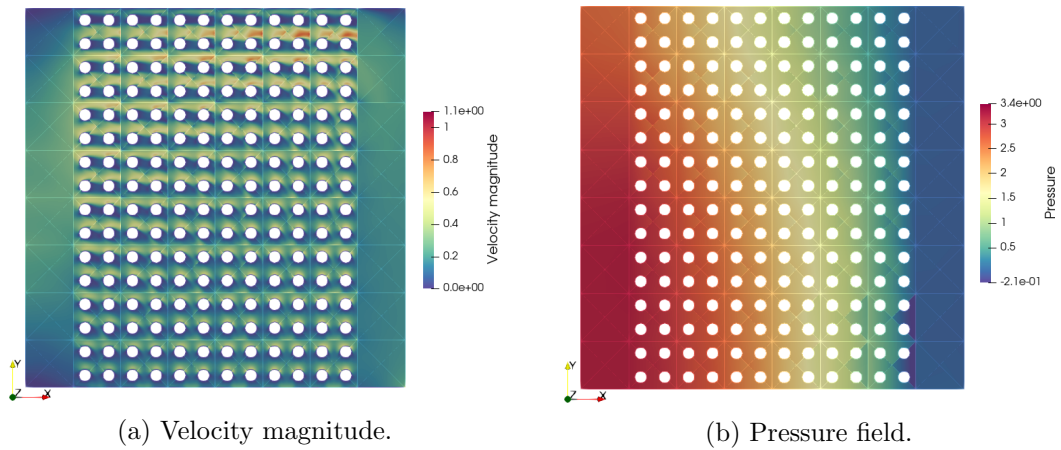 1.1e+00
1
0.8
0.6
0.4
0.2
0.0e+00
Velocity magnitude
Y
Z
X
(a) Velocity magnitude.
3.4e+00
2.5
2
1.5
1
0.5
-2.1e-01
Pressure
Y
Z
X
(b) Pressure field.